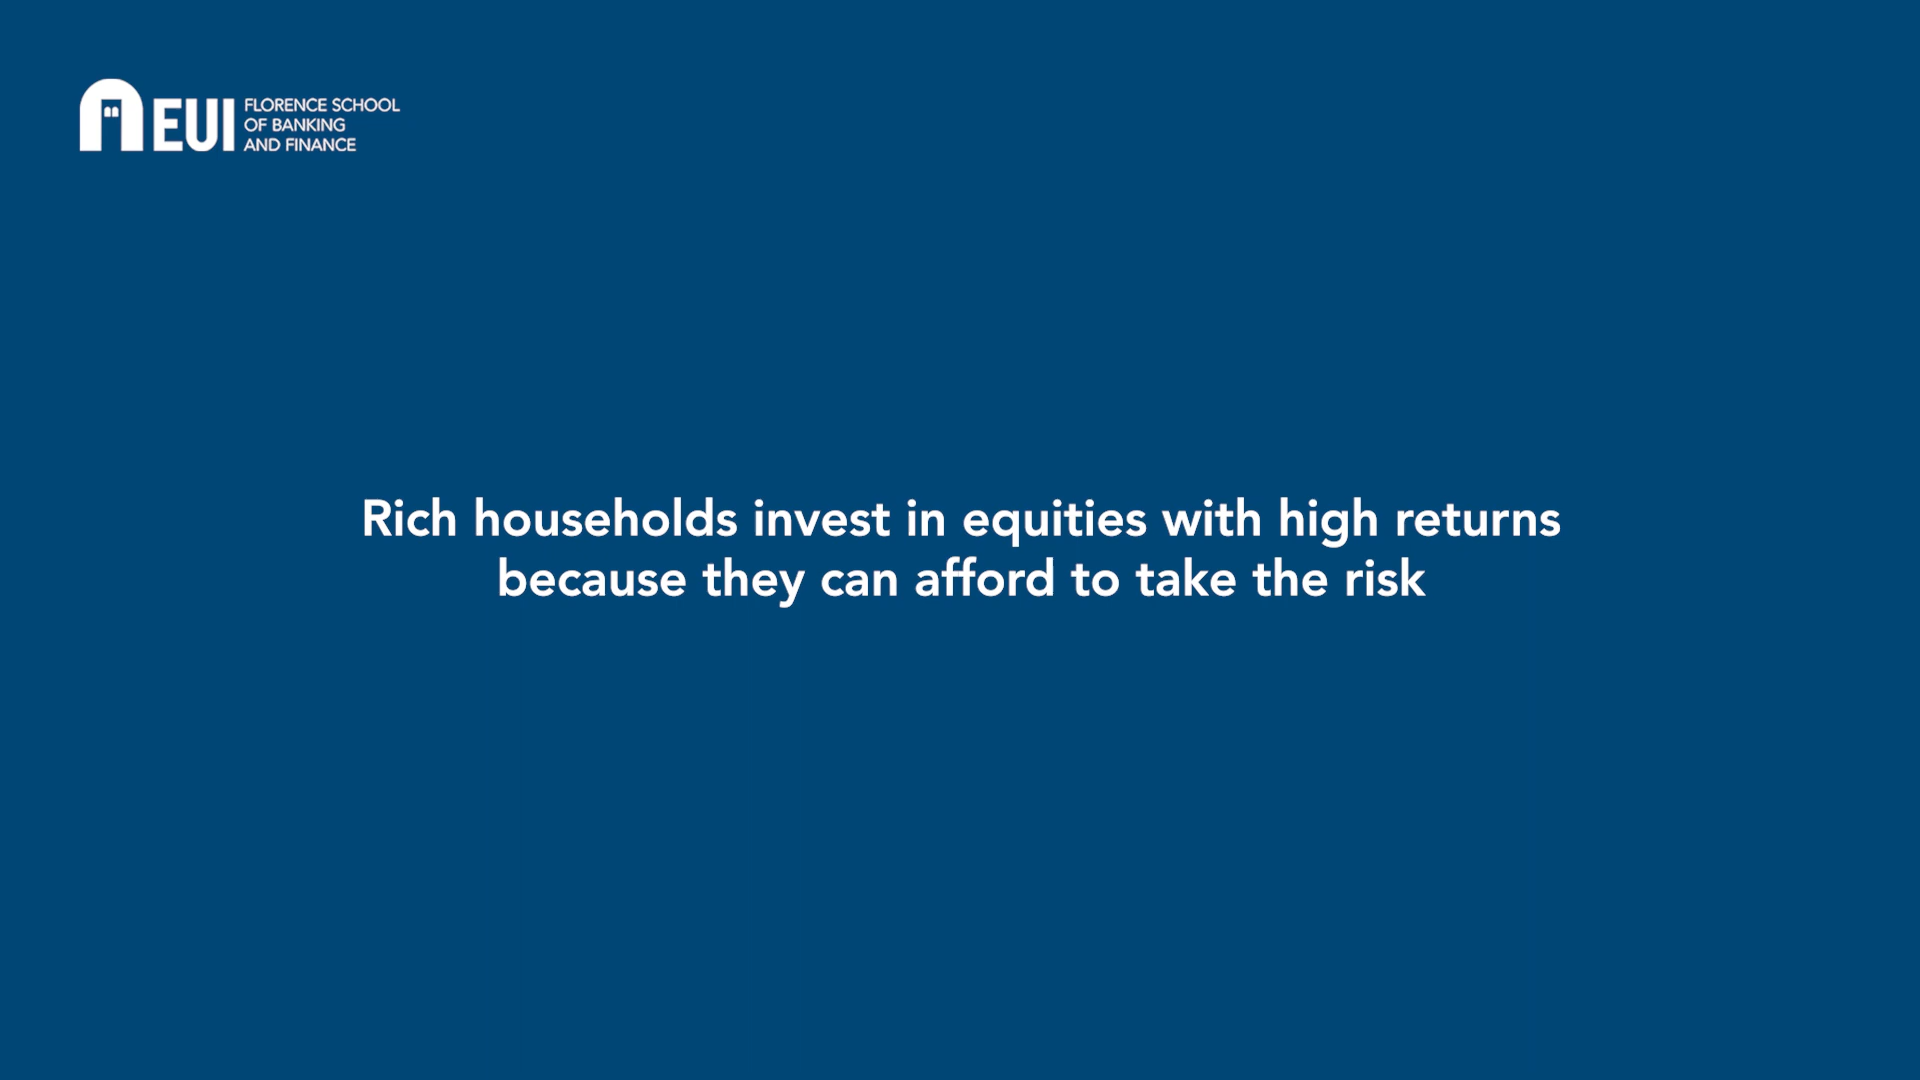 EUI
FLORENCE SCHOOL
OF BANKING
AND FINANCE
Rich households invest in equities with high returns
because they can afford to take the risk